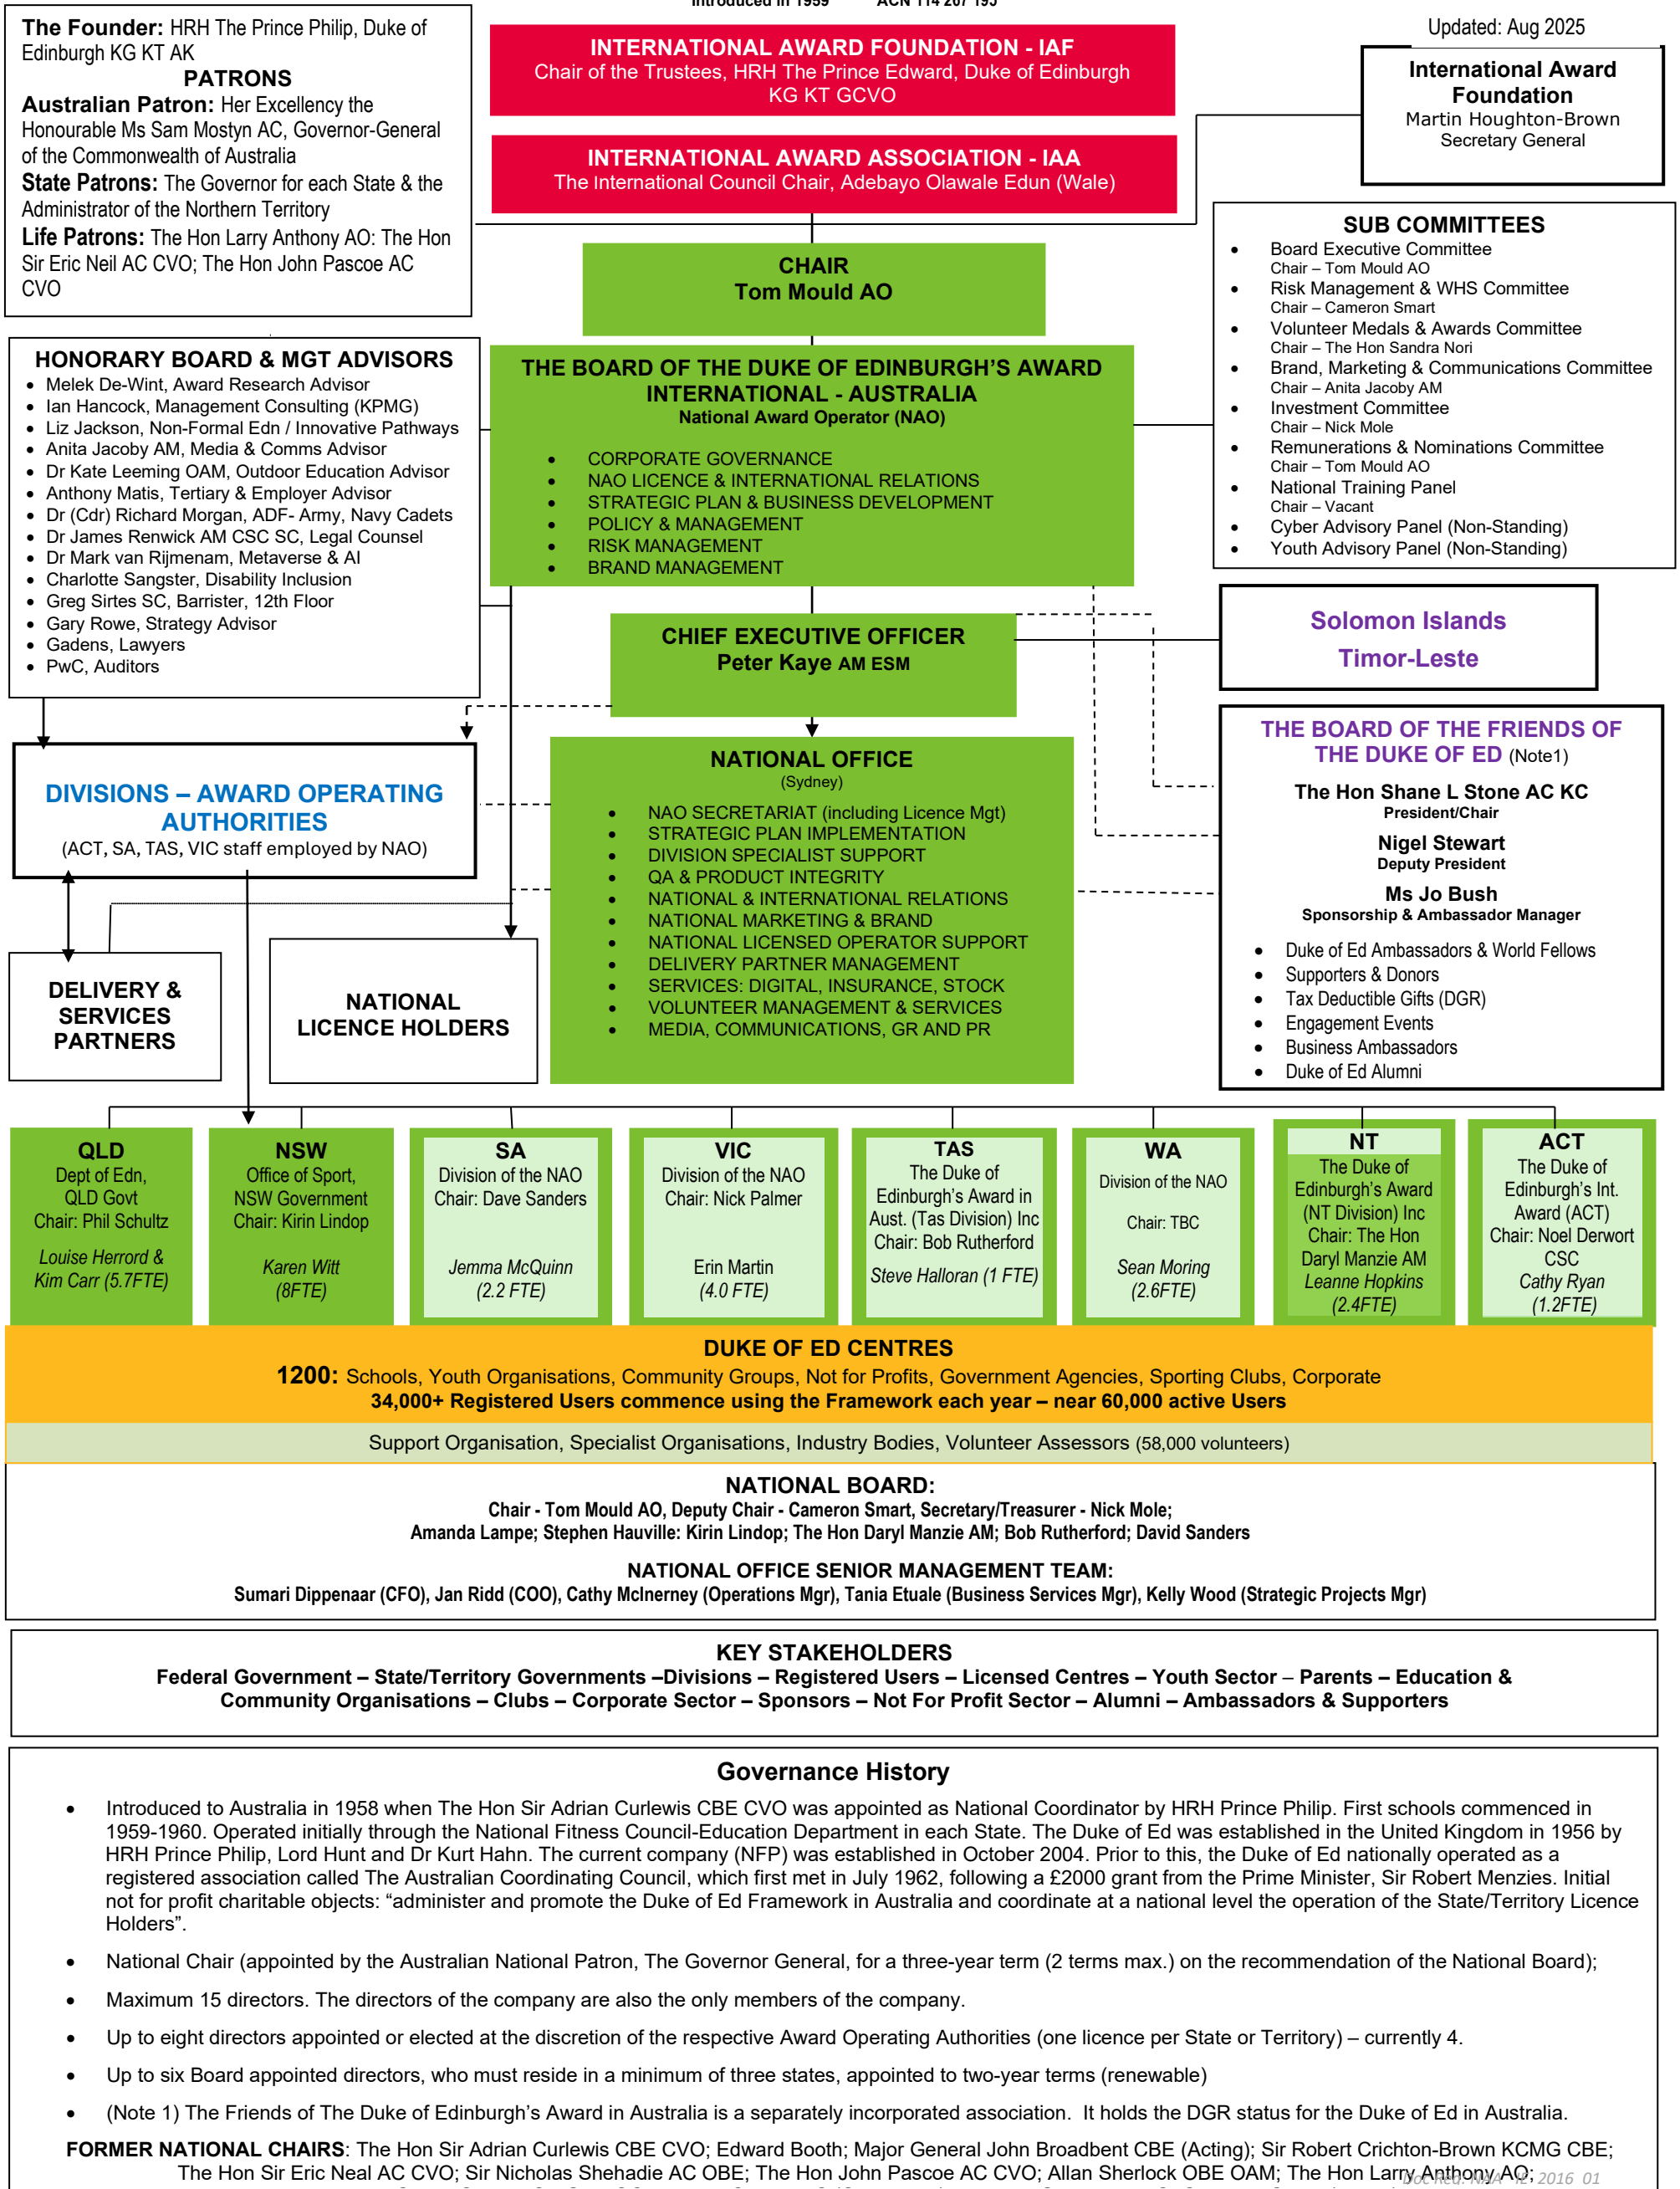 Introduced in 1959 ACN 114 267 195
The Founder: HRH The Prince Philip, Duke of
Edinburgh KG KT AK
PATRONS
Australian Patron: Her Excellency the
Honourable Ms Sam Mostyn AC, Governor-General
of the Commonwealth of Australia
State Patrons: The Governor for each State & the
Administrator of the Northern Territory
Life Patrons: The Hon Larry Anthony AO: The Hon
Sir Eric Neil AC CVO; The Hon John Pascoe AC
CVO
INTERNATIONAL AWARD FOUNDATION - IAF
Chair of the Trustees, HRH The Prince Edward, Duke of Edinburgh
KG KT GCVO
INTERNATIONAL AWARD ASSOCIATION - IAA
The International Council Chair, Adebayo Olawale Edun (Wale)
Updated: Aug 2025
International Award
Foundation
Martin Houghton-Brown
Secretary General
CHAIR
Tom Mould AO
SUB COMMITTEES
• Board Executive Committee
Chair – Tom Mould AO
• Risk Management & WHS Committee
Chair – Cameron Smart
• Volunteer Medals & Awards Committee
Chair – The Hon Sandra Nori
• Brand, Marketing & Communications Committee
Chair – Anita Jacoby AM
• Investment Committee
Chair – Nick Mole
• Remunerations & Nominations Committee
Chair – Tom Mould AO
• National Training Panel
Chair – Vacant
• Cyber Advisory Panel (Non-Standing)
• Youth Advisory Panel (Non-Standing)
HONORARY BOARD & MGT ADVISORS
• Melek De-Wint, Award Research Advisor
• Ian Hancock, Management Consulting (KPMG)
• Liz Jackson, Non-Formal Edn / Innovative Pathways
• Anita Jacoby AM, Media & Comms Advisor
• Dr Kate Leeming OAM, Outdoor Education Advisor
• Anthony Matis, Tertiary & Employer Advisor
• Dr (Cdr) Richard Morgan, ADF- Army, Navy Cadets
• Dr James Renwick AM CSC SC, Legal Counsel
• Dr Mark van Rijmenam, Metaverse & AI
• Charlotte Sangster, Disability Inclusion
• Greg Sirtes SC, Barrister, 12th Floor
• Gary Rowe, Strategy Advisor
• Gadens, Lawyers
• PwC, Auditors
THE BOARD OF THE DUKE OF EDINBURGH'S AWARD
INTERNATIONAL - AUSTRALIA
National Award Operator (NAO)
• CORPORATE GOVERNANCE
• NAO LICENCE & INTERNATIONAL RELATIONS
• STRATEGIC PLAN & BUSINESS DEVELOPMENT
• POLICY & MANAGEMENT
• RISK MANAGEMENT
• BRAND MANAGEMENT
CHIEF EXECUTIVE OFFICER
Peter Kaye AM ESM
Solomon Islands
Timor-Leste
DIVISIONS – AWARD OPERATING
AUTHORITIES
(ACT, SA, TAS, VIC staff employed by NAO)
NATIONAL OFFICE
(Sydney)
• NAO SECRETARIAT (including Licence Mgt)
• STRATEGIC PLAN IMPLEMENTATION
• DIVISION SPECIALIST SUPPORT
• QA & PRODUCT INTEGRITY
• NATIONAL & INTERNATIONAL RELATIONS
• NATIONAL MARKETING & BRAND
• NATIONAL LICENSED OPERATOR SUPPORT
• DELIVERY PARTNER MANAGEMENT
• SERVICES: DIGITAL, INSURANCE, STOCK
• VOLUNTEER MANAGEMENT & SERVICES
• MEDIA, COMMUNICATIONS, GR AND PR
THE BOARD OF THE FRIENDS OF
THE DUKE OF ED (Note1)
The Hon Shane L Stone AC KC
President/Chair
Nigel Stewart
Deputy President
Ms Jo Bush
Sponsorship & Ambassador Manager
• Duke of Ed Ambassadors & World Fellows
• Supporters & Donors
• Tax Deductible Gifts (DGR)
• Engagement Events
• Business Ambassadors
• Duke of Ed Alumni
DELIVERY &
SERVICES
PARTNERS
NATIONAL
LICENCE HOLDERS
QLD
Dept of Edn,
QLD Govt
Chair: Phil Schultz
Louise Herrord &
Kim Carr (5.7FTE)
NSW
Office of Sport,
NSW Government
Chair: Kirin Lindop
Karen Witt
(8FTE)
SA
Division of the NAO
Chair: Dave Sanders
Jemma McQuinn
(2.2 FTE)
VIC
Division of the NAO
Chair: Nick Palmer
Erin Martin
(4.0 FTE)
TAS
The Duke of
Edinburgh's Award in
Aust. (Tas Division) Inc
Chair: Bob Rutherford
Steve Halloran (1 FTE)
WA
Division of the NAO
Chair: TBC
Sean Moring
(2.6FTE)
NT
The Duke of
Edinburgh's Award
(NT Division) Inc
Chair: The Hon
Daryl Manzie AM
Leanne Hopkins
(2.4FTE)
ACT
The Duke of
Edinburgh's Int.
Award (ACT)
Chair: Noel Derwort
CSC
Cathy Ryan
(1.2FTE)
DUKE OF ED CENTRES
1200: Schools, Youth Organisations, Community Groups, Not for Profits, Government Agencies, Sporting Clubs, Corporate
34,000+ Registered Users commence using the Framework each year – near 60,000 active Users
Support Organisation, Specialist Organisations, Industry Bodies, Volunteer Assessors (58,000 volunteers)
NATIONAL BOARD:
Chair - Tom Mould AO, Deputy Chair - Cameron Smart, Secretary/Treasurer - Nick Mole;
Amanda Lampe; Stephen Hauville: Kirin Lindop; The Hon Daryl Manzie AM; Bob Rutherford; David Sanders
NATIONAL OFFICE SENIOR MANAGEMENT TEAM:
Sumari Dippenaar (CFO), Jan Ridd (COO), Cathy McInerney (Operations Mgr), Tania Etuale (Business Services Mgr), Kelly Wood (Strategic Projects Mgr)
KEY STAKEHOLDERS
Federal Government – State/Territory Governments –Divisions – Registered Users – Licensed Centres – Youth Sector – Parents – Education &
Community Organisations – Clubs – Corporate Sector – Sponsors – Not For Profit Sector – Alumni – Ambassadors & Supporters
Governance History
• Introduced to Australia in 1958 when The Hon Sir Adrian Curlewis CBE CVO was appointed as National Coordinator by HRH Prince Philip. First schools commenced in
1959-1960. Operated initially through the National Fitness Council-Education Department in each State. The Duke of Ed was established in the United Kingdom in 1956 by
HRH Prince Philip, Lord Hunt and Dr Kurt Hahn. The current company (NFP) was established in October 2004. Prior to this, the Duke of Ed nationally operated as a
registered association called The Australian Coordinating Council, which first met in July 1962, following a £2000 grant from the Prime Minister, Sir Robert Menzies. Initial
not for profit charitable objects: “administer and promote the Duke of Ed Framework in Australia and coordinate at a national level the operation of the State/Territory Licence
Holders”.
• National Chair (appointed by the Australian National Patron, The Governor General, for a three-year term (2 terms max.) on the recommendation of the National Board);
• Maximum 15 directors. The directors of the company are also the only members of the company.
• Up to eight directors appointed or elected at the discretion of the respective Award Operating Authorities (one licence per State or Territory) – currently 4.
• Up to six Board appointed directors, who must reside in a minimum of three states, appointed to two-year terms (renewable)
• (Note 1) The Friends of The Duke of Edinburgh's Award in Australia is a separately incorporated association. It holds the DGR status for the Duke of Ed in Australia.
FORMER NATIONAL CHAIRS: The Hon Sir Adrian Curlewis CBE CVO; Edward Booth; Major General John Broadbent CBE (Acting); Sir Robert Crichton-Brown KCMG CBE;
The Hon Sir Eric Neal AC CVO; Sir Nicholas Shehadie AC OBE; The Hon John Pascoe AC CVO; Allan Sherlock OBE OAM; The Hon Larry Anthony AO;